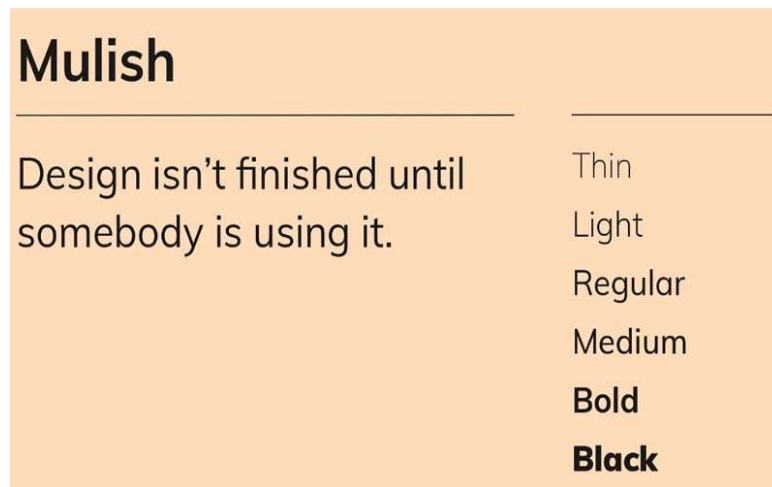 Mulish
Design isn’t finished until
somebody is using it.
Thin
Light
Regular
Medium
Bold
Black